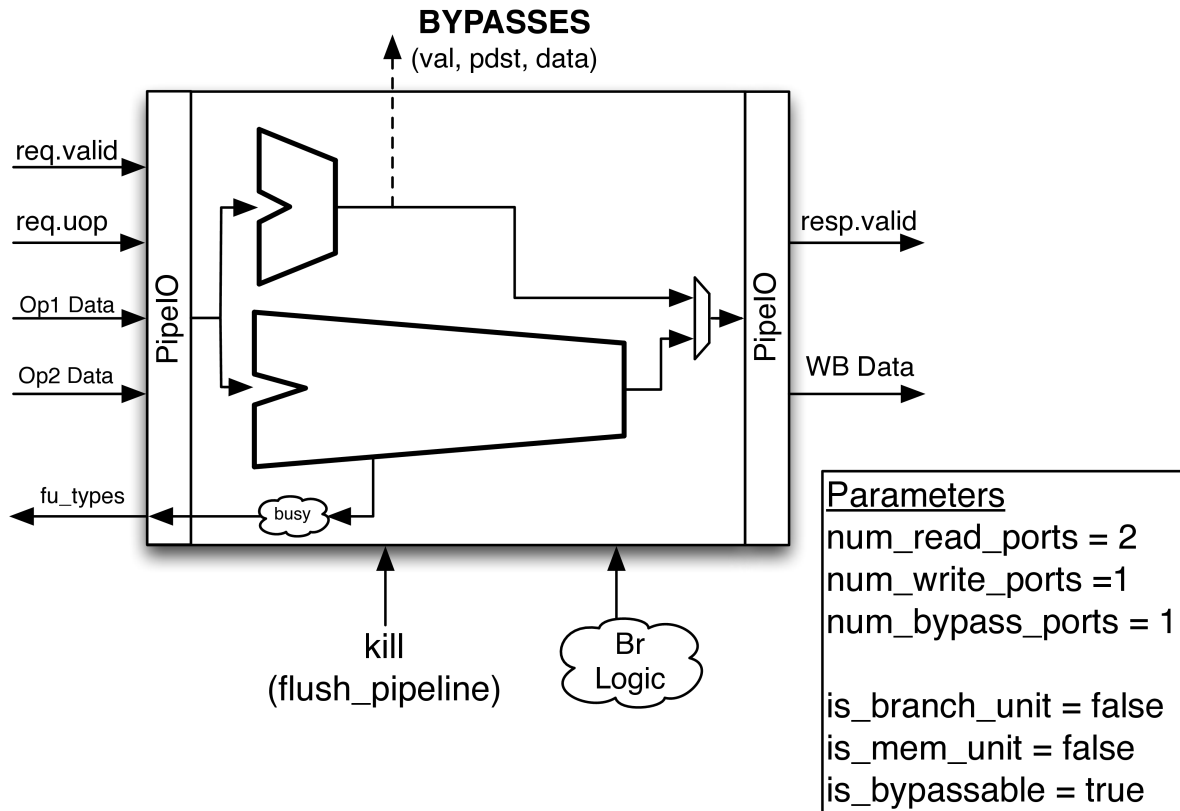 BYPASSES
(val, pdst, data)
req.valid
req.uop
Op1 Data
Op2 Data
fu_types
PipeIO
busy
PipeIO
resp.valid
WB Data
kill
(flush_pipeline)
Br
Logic
Parameters
num_read_ports = 2
num_write_ports =1
num_bypass_ports = 1
is_branch_unit = false
is_mem_unit = false
is_bypassable = true